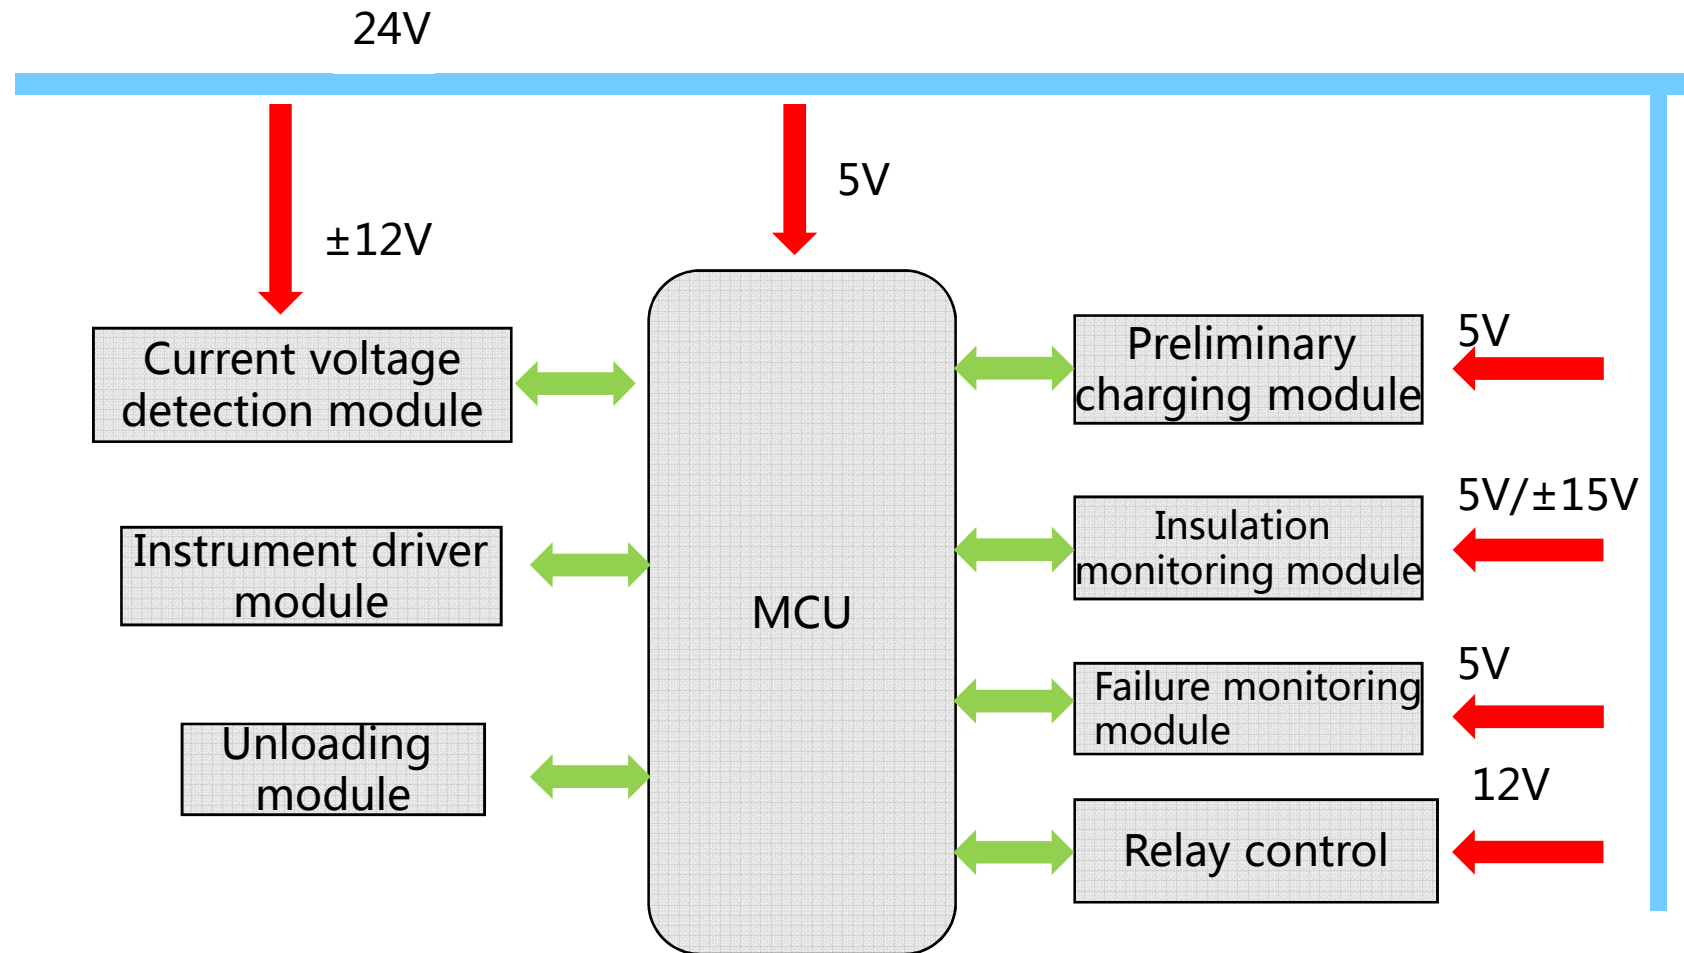 24V
5V
±12V
Current voltage
detection module
Instrument driver
module
Unloading
module
MCU
Preliminary
charging module
5V
Insulation
monitoring module
5V/±15V
Failure monitoring
module
5V
Relay control
12V